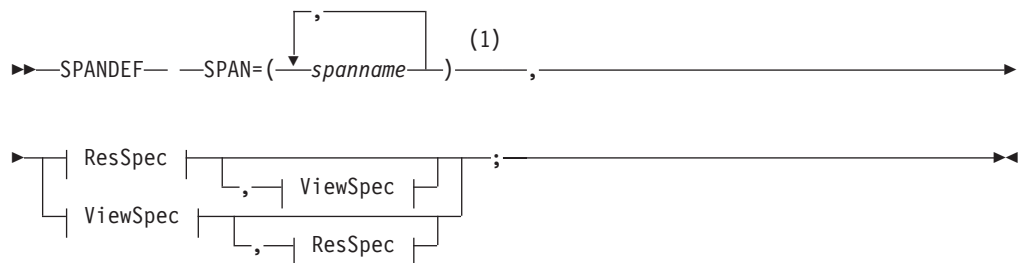 ,
(1)
SPANDEF SPAN=( spanname ) ,
ResSpec ;
, ViewSpec
ViewSpec
, ResSpec